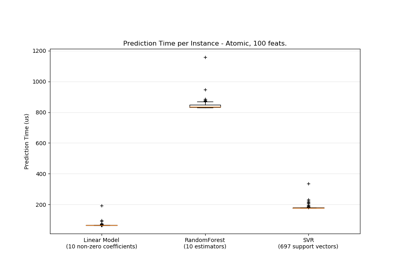 Prediction Time per Instance - Atomic, 100 feats.
1200
1000
800
600
400
200
Prediction Time (us)
Linear Model
(10 non-zero coefficients)
RandomForest
(10 estimators)
SVR
(697 support vectors)